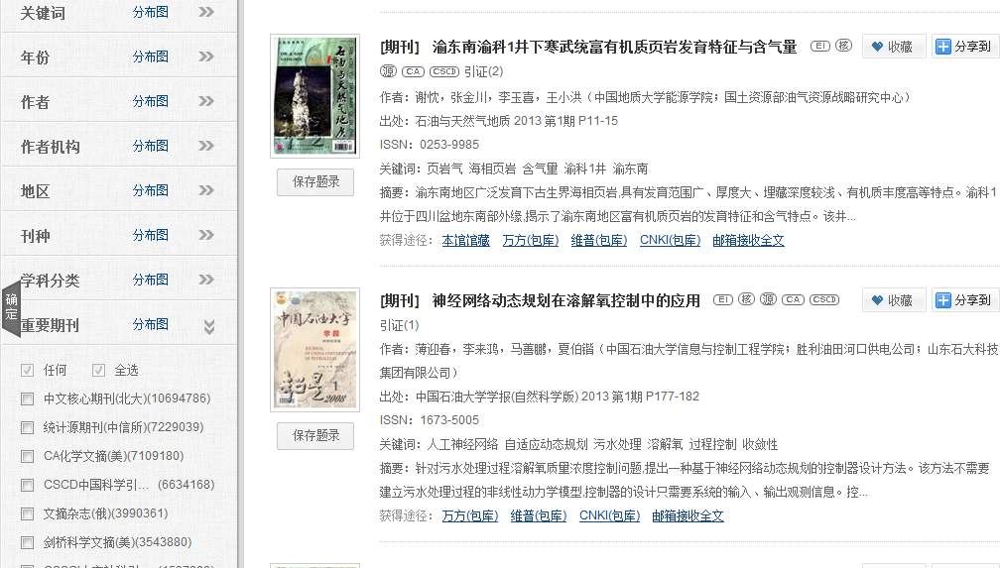 关键词 分布图
年份 分布图
作者 分布图
作者机构 分布图
地区 分布图
刊种 分布图
学科分类 分布图
重要期刊 分布图
确定
任何 全选
中文核心期刊(北大)(10694786)
统计源期刊(中信所)(7229039)
CA化学文摘(美)(7109180)
CSCD中国科学引... (6634168)
文摘杂志(俄)(3990361)
剑桥科学文摘(美)(3543880)
[期刊] 渝东南渝科1井下寒武统富有机质页岩发育特征与含气量 EI 核 收藏 分享到
源 CA CSCD 引证(2)
作者：谢忱，张金川，李玉喜，王小洪（中国地质大学能源学院；国土资源部油气资源战略研究中心）
出处：石油与天然气地质 2013 第1期 P11-15
ISSN：0253-9985
关键词：页岩气 海相页岩 含气量 渝科1井 渝东南
摘要：渝东南地区广泛发育下古生界海相页岩,具有发育范围广、厚度大、埋藏深度较浅、有机质丰度高等特点。渝科1
井位于四川盆地东南部外缘,揭示了渝东南地区富有机质页岩的发育特征和含气特点。该井...
获得途径：本馆馆藏 万方(包库) 维普(包库) CNKI(包库) 邮箱接收全文
石油与天然气地质
保存题录
[期刊] 神经网络动态规划在溶解氧控制中的应用 EI 核 源 CA CSCD 收藏 分享到
引证(1)
作者：薄迎春，李来鸿，马善鹏，夏伯锴（中国石油大学信息与控制工程学院；胜利油田河口供电公司；山东石大科技
集团有限公司）
出处：中国石油大学学报(自然科学版) 2013 第1期 P177-182
ISSN：1673-5005
关键词：人工神经网络 自适应动态规划 污水处理 溶解氧 过程控制 收敛性
摘要：针对污水处理过程溶解氧质量浓度控制问题,提出一种基于神经网络动态规划的控制器设计方法。该方法不需要
建立污水处理过程的非线性动力学模型,控制器的设计只需要系统的输入、输出观测信息。控...
获得途径：万方(包库) 维普(包库) CNKI(包库) 邮箱接收全文
中国石油大学
学报
超星
1
2008
保存题录